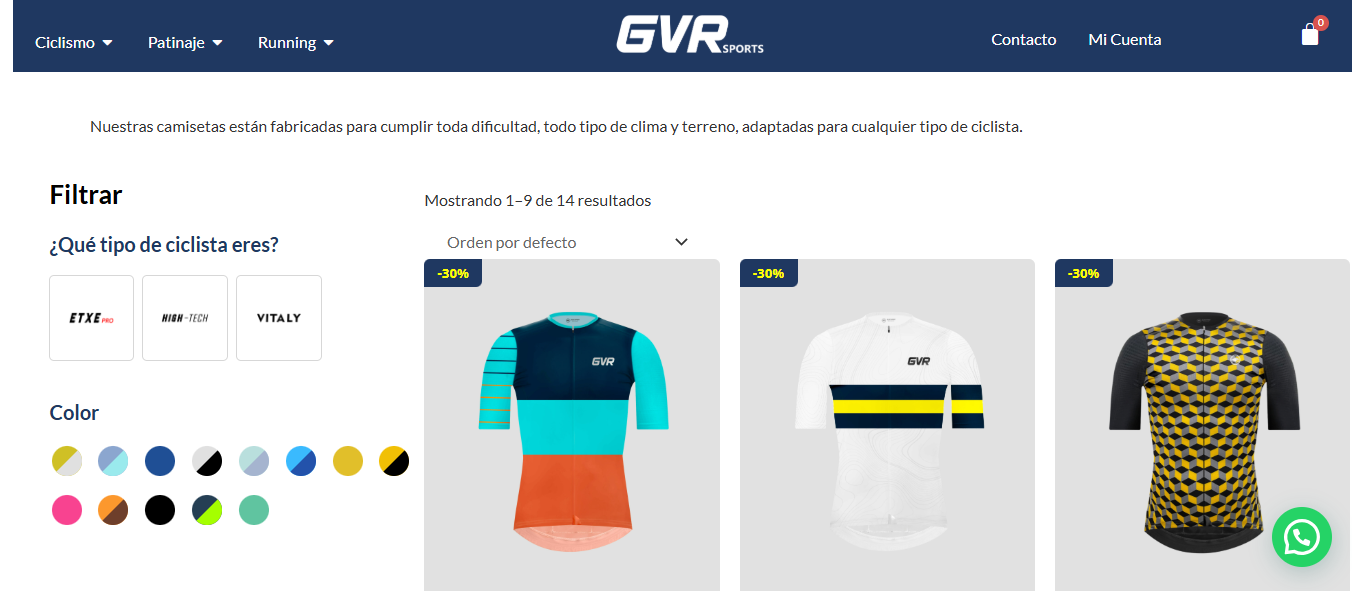 Ciclismo
Patinaje
Running
GVR SPORTS
Contacto
Mi Cuenta
0
Nuestras camisetas están fabricadas para cumplir toda dificultad, todo tipo de clima y terreno, adaptadas para cualquier tipo de ciclista.
Filtrar
¿Qué tipo de ciclista eres?
ETXE PRO
HIGH-TECH
VITALY
Color
Mostrando 1–9 de 14 resultados
Orden por defecto
-30%
-30%
-30%
GVR
GVR